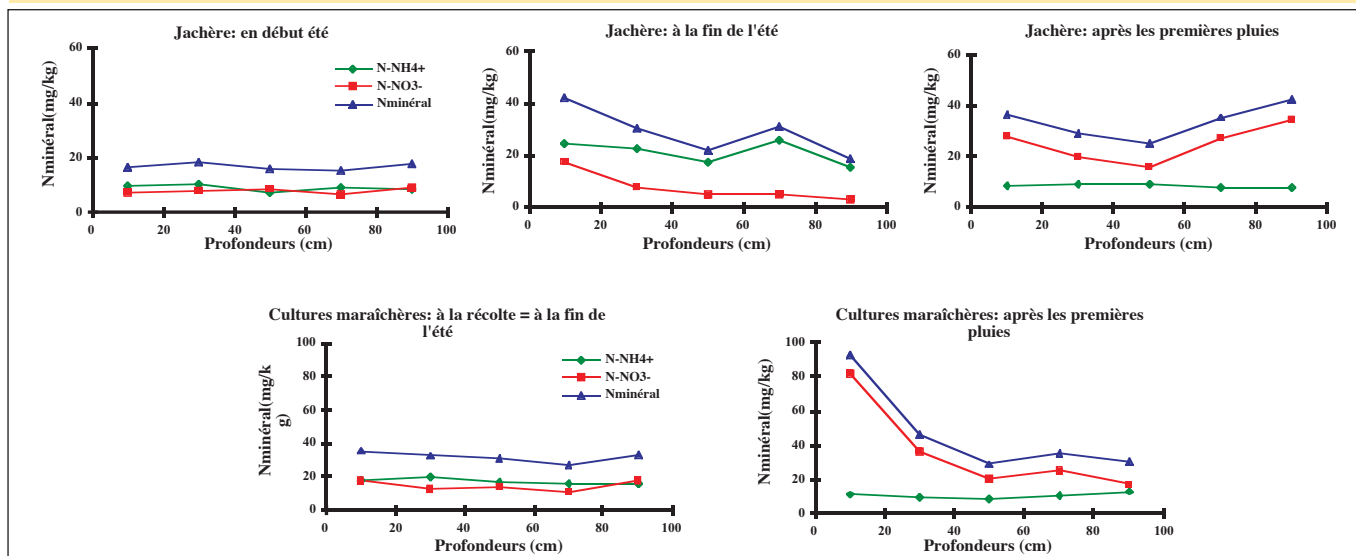 Jachère: en début été
60
40
20
0
Nminéral(mg/kg)
N-NH4+
N-NO3-
Nminéral
0 20 40 60 80 100
Profondeurs (cm)
Jachère: à la fin de l'été
60
40
20
0
Nminéral(mg/kg)
0 20 40 60 80 100
Profondeurs (cm)
Jachère: après les premières pluies
60
40
20
0
Nminéral(mg/kg)
0 20 40 60 80 100
Profondeurs (cm)
Cultures maraîchères: à la récolte = à la fin de
l'été
100
80
60
40
20
0
Nminéral(mg/k
g)
N-NH4+
N-NO3-
Nminéral
0 20 40 60 80 100
Profondeurs (cm)
Cultures maraîchères: après les premières
pluies
100
80
60
40
20
0
Nminéral(mg/kg)
0 20 40 60 80 100
Profondeurs (cm)